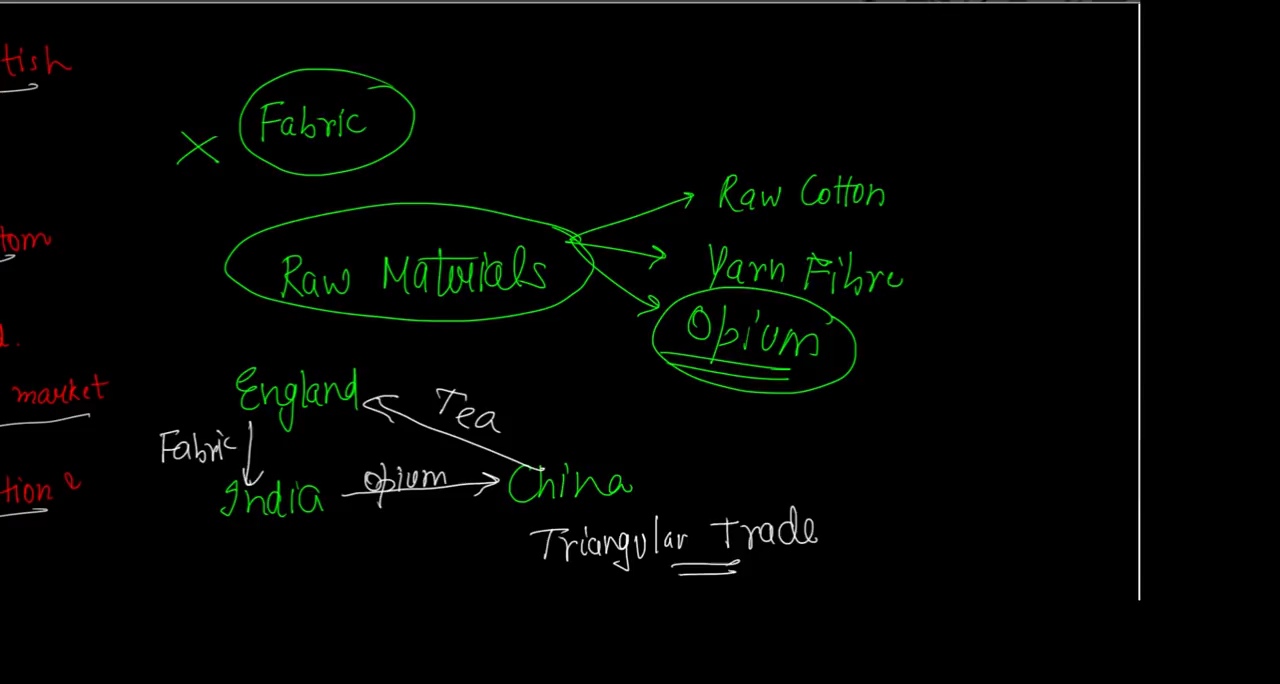 tish
Fabric
Raw Cotton
tom
Raw Materials
Yarn Fibre
Opium
market
England
Tea
Fabric
tion ?
India
opium
China
Triangular Trade